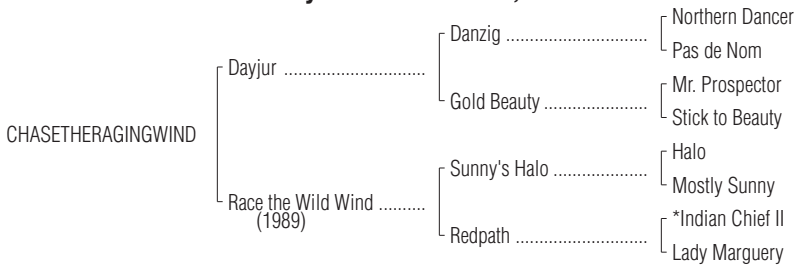 Northern Dancer
Danzig ..............................
Pas de Nom
Dayjur ..............................
Mr. Prospector
Gold Beauty ......................
Stick to Beauty
CHASETHERAGINGWIND
Halo
Sunny's Halo ....................
Mostly Sunny
Race the Wild Wind ..........
(1989)
*Indian Chief II
Redpath ............................
Lady Marguery